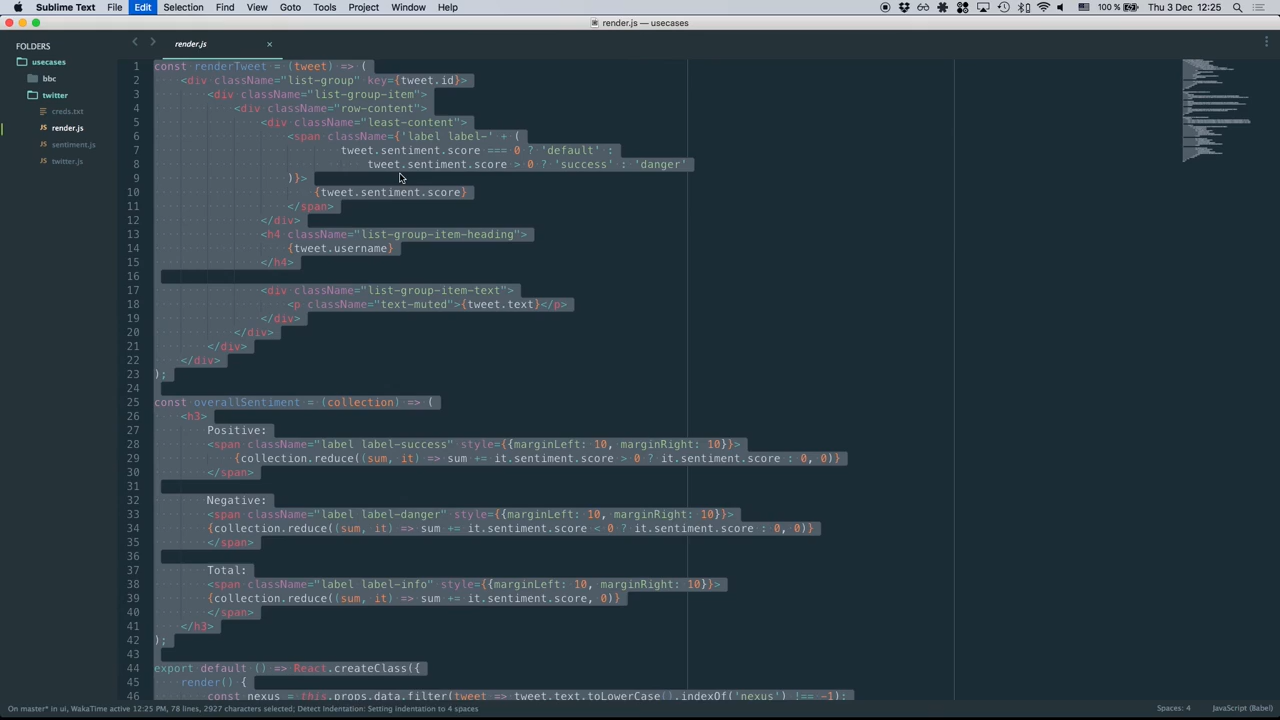 Sublime Text File Edit Selection Find View Goto Tools Project Window Help 100 % Thu 3 Dec 12:25
render.js — usecases
FOLDERS
usecases
bbc
twitter
creds.txt
JS render.js
JS sentiment.js
JS twitter.js
render.js ×
1 const renderTweet = (tweet) => (
2 <div className="list-group" key={tweet.id}>
3 <div className="list-group-item">
4 <div className="row-content">
5 <div className="least-content">
6 <span className={'label label-' + (
7 tweet.sentiment.score === 0 ? 'default' :
8 tweet.sentiment.score > 0 ? 'success' : 'danger'
9 )}>
10 {tweet.sentiment.score}
11 </span>
12 </div>
13 <h4 className="list-group-item-heading">
14 {tweet.username}
15 </h4>
16
17 <div className="list-group-item-text">
18 <p className="text-muted">{tweet.text}</p>
19 </div>
20 </div>
21 </div>
22 </div>
23 );
24
25 const overallSentiment = (collection) => (
26 <h3>
27 Positive:
28 <span className="label label-success" style={{marginLeft: 10, marginRight: 10}}>
29 {collection.reduce((sum, it) => sum += it.sentiment.score > 0 ? it.sentiment.score : 0, 0)}
30 </span>
31
32 Negative:
33 <span className="label label-danger" style={{marginLeft: 10, marginRight: 10}}>
34 {collection.reduce((sum, it) => sum += it.sentiment.score < 0 ? it.sentiment.score : 0, 0)}
35 </span>
36
37 Total:
38 <span className="label label-info" style={{marginLeft: 10, marginRight: 10}}>
39 {collection.reduce((sum, it) => sum += it.sentiment.score, 0)}
40 </span>
41 </h3>
42 );
43
44 export default () => React.createClass({
45 render() {
46 const nexus = this.props.data.filter(tweet => tweet.text.toLowerCase().indexOf('nexus') !== -1);
On master* in ui, WakaTime active 12:25 PM, 78 lines, 2927 characters selected; Detect Indentation: Setting indentation to 4 spaces Spaces: 4 JavaScript (Babel)